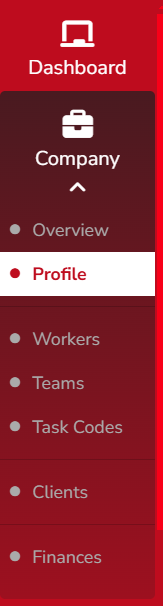 Dashboard
Company
Overview
Profile
Workers
Teams
Task Codes
Clients
Finances